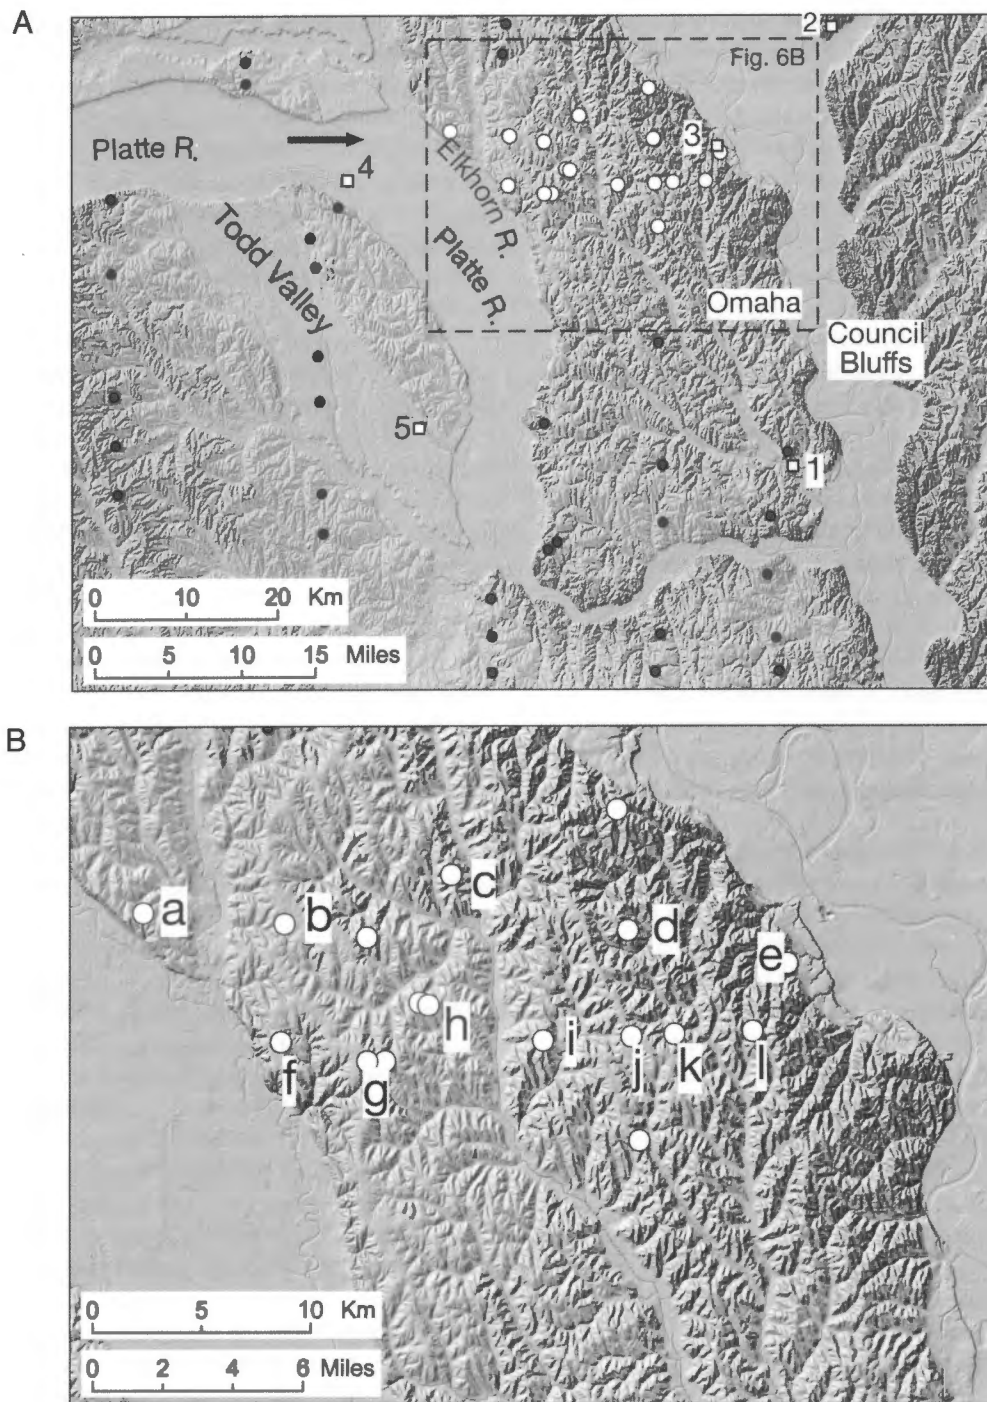 A
2
Fig. 6B
3
Platte R.
4
Elkhorn R.
Todd Valley
Platte R.
Omaha
Council
Bluffs
5
1
0 10 20 Km
0 5 10 15 Miles
B
a
b
c
d
e
f
g
h
i
j
k
l
0 5 10 Km
0 2 4 6 Miles